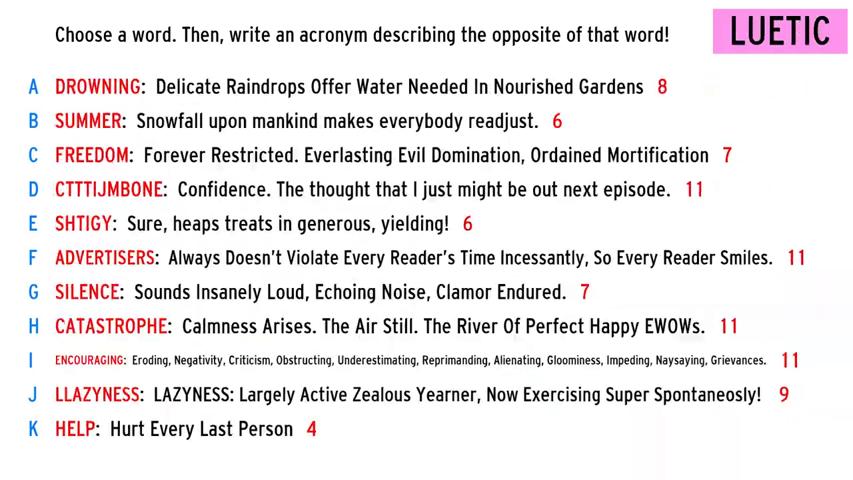 Choose a word. Then, write an acronym describing the opposite of that word!
LUETIC
A DROWNING: Delicate Raindrops Offer Water Needed In Nourished Gardens 8
B SUMMER: Snowfall upon mankind makes everybody readjust. 6
C FREEDOM: Forever Restricted. Everlasting Evil Domination, Ordained Mortification 7
D CTTTIJMBONE: Confidence. The thought that I just might be out next episode. 11
E SHTIGY: Sure, heaps treats in generous, yielding! 6
F ADVERTISERS: Always Doesn't Violate Every Reader's Time Incessantly, So Every Reader Smiles. 11
G SILENCE: Sounds Insanely Loud, Echoing Noise, Clamor Endured. 7
H CATASTROPHE: Calmness Arises. The Air Still. The River Of Perfect Happy EWOWs. 11
I ENCOURAGING: Eroding, Negativity, Criticism, Obstructing, Underestimating, Reprimanding, Alienating, Gloominess, Impeding, Naysaying, Grievances. 11
J LLAZYNESS: LAZYNESS: Largely Active Zealous Yearner, Now Exercising Super Spontaneosly! 9
K HELP: Hurt Every Last Person 4